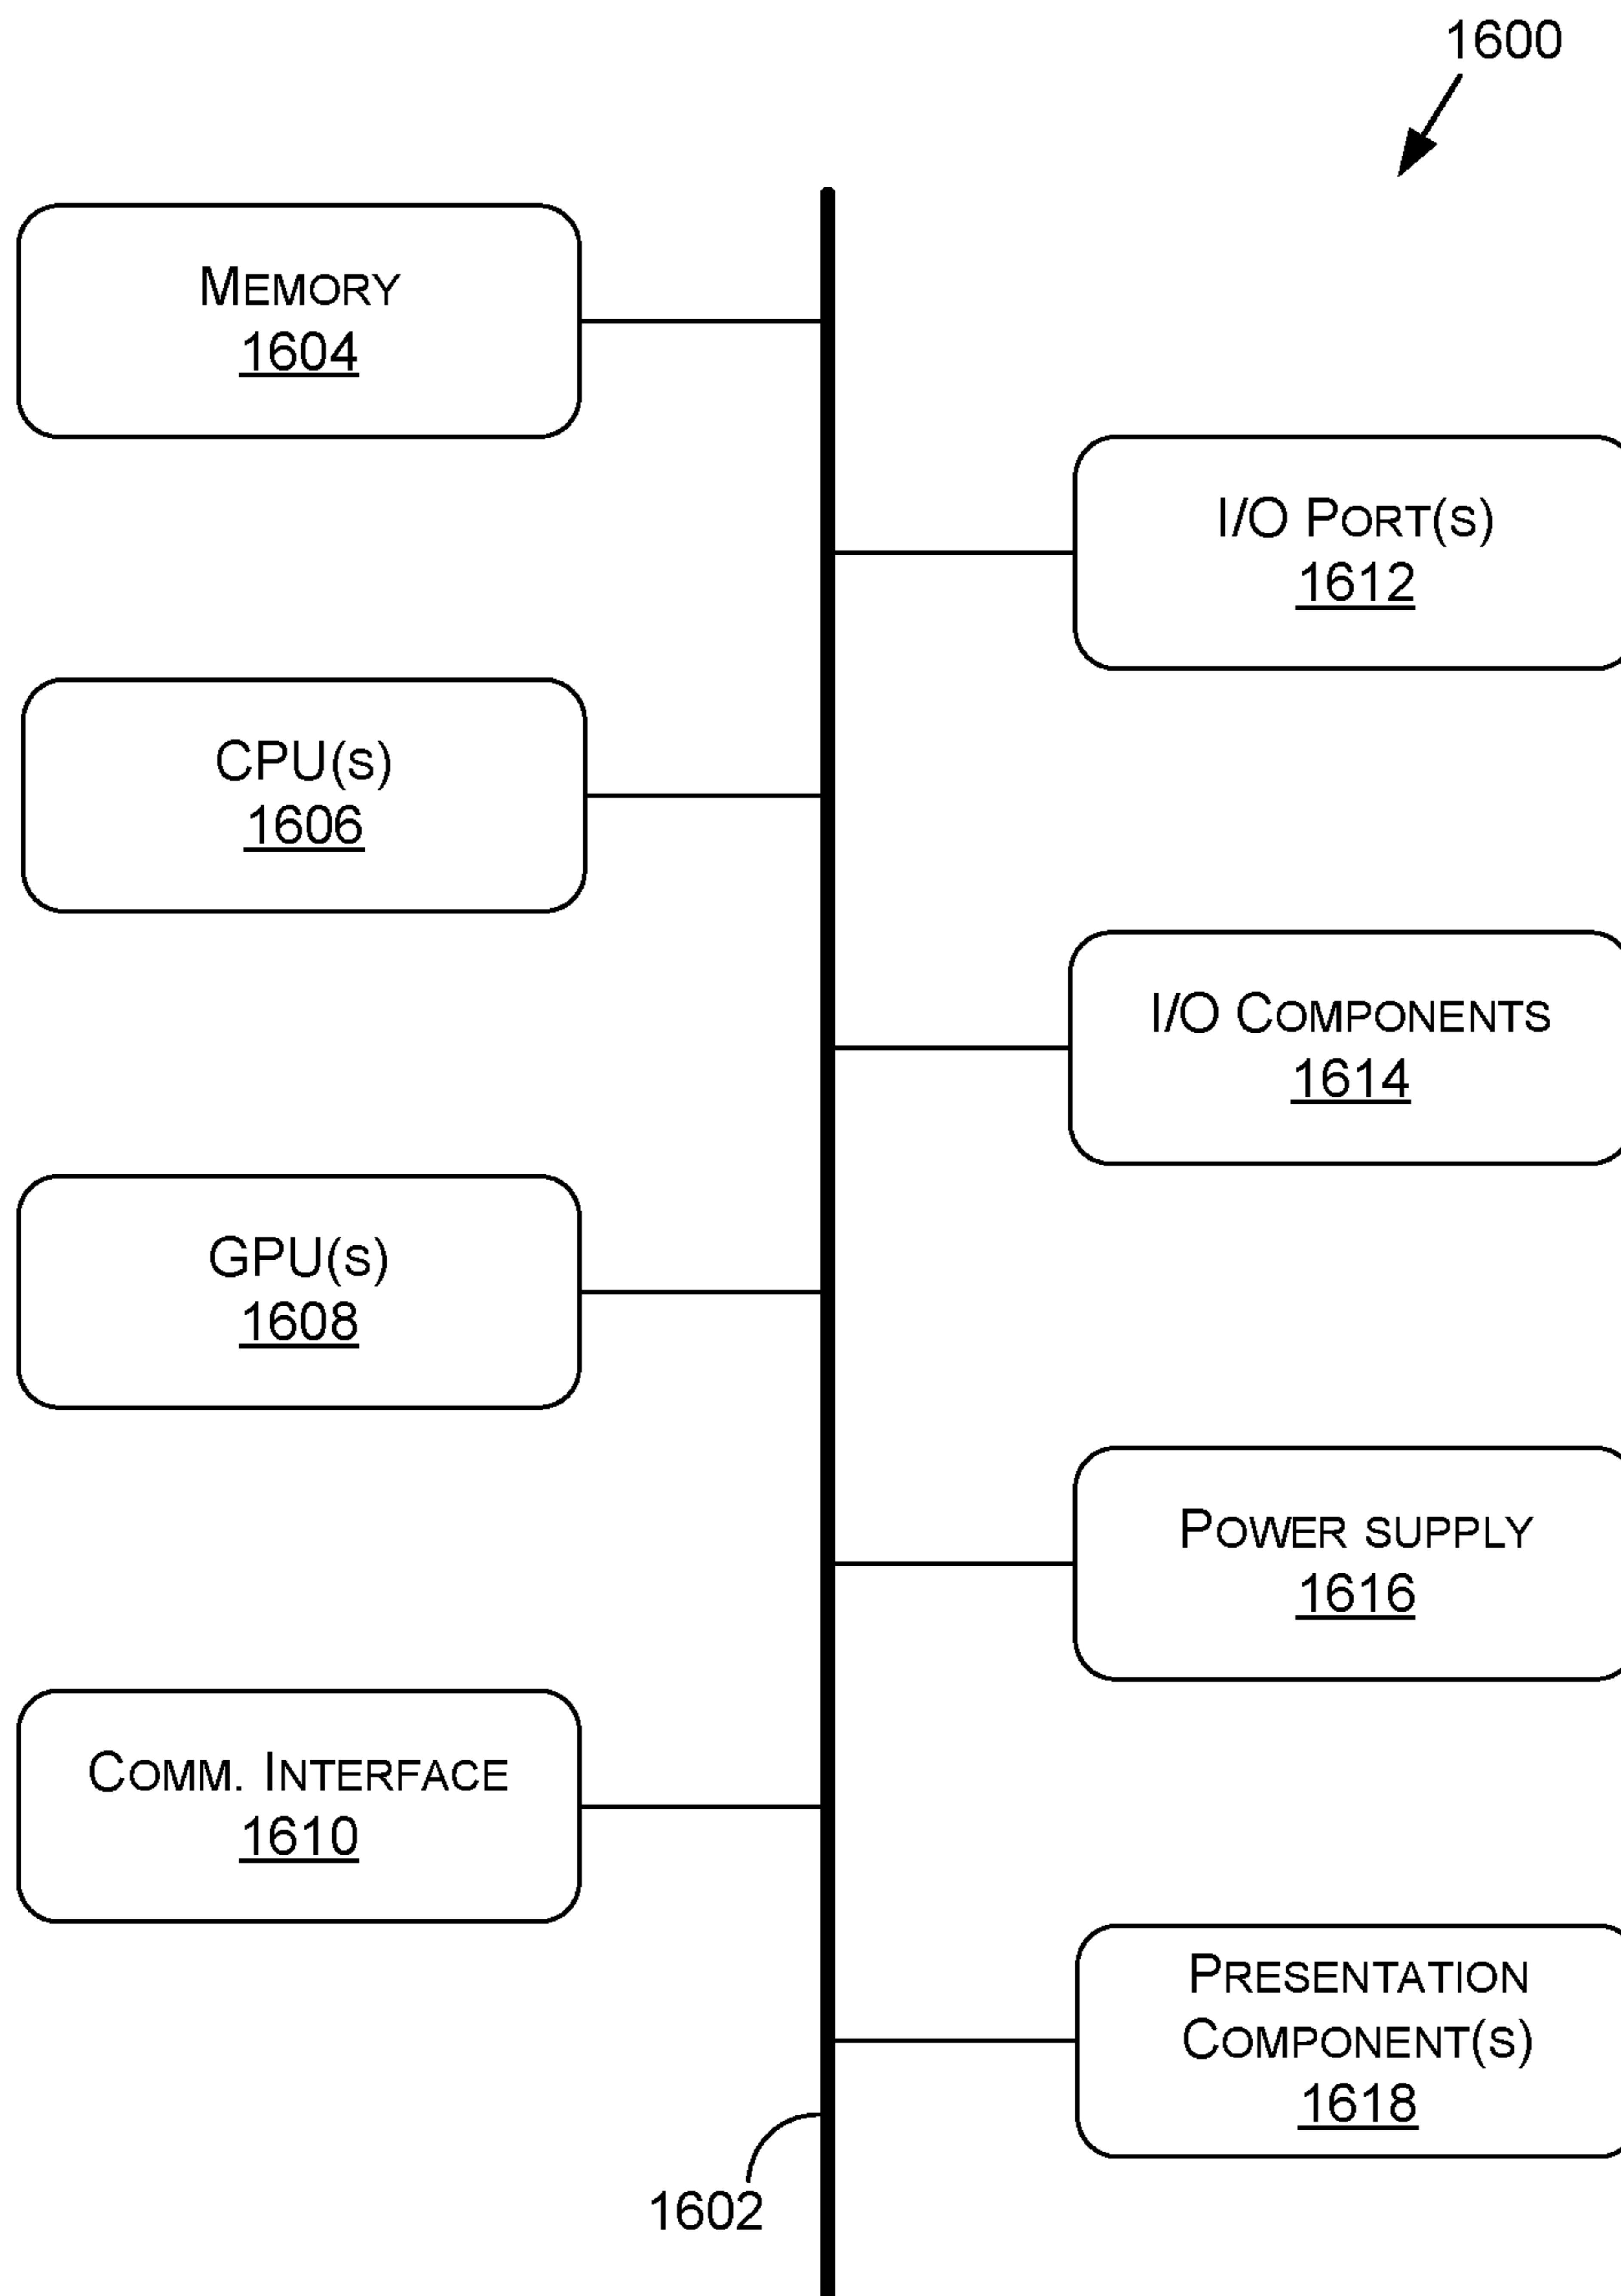 1600
MEMORY
1604
I/O PORT(S)
1612
CPU(S)
1606
I/O COMPONENTS
1614
GPU(S)
1608
POWER SUPPLY
1616
COMM. INTERFACE
1610
PRESENTATION
COMPONENT(S)
1618
1602